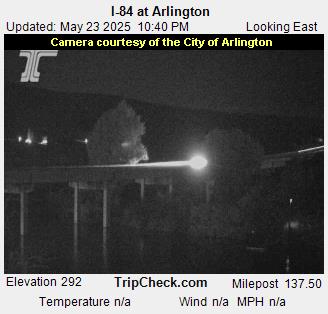 I-84 at Arlington
Updated: May 23 2025 10:40 PM Looking East
Camera courtesy of the City of Arlington
Elevation 292 TripCheck.com Milepost 137.50
Temperature n/a Wind n/a MPH n/a